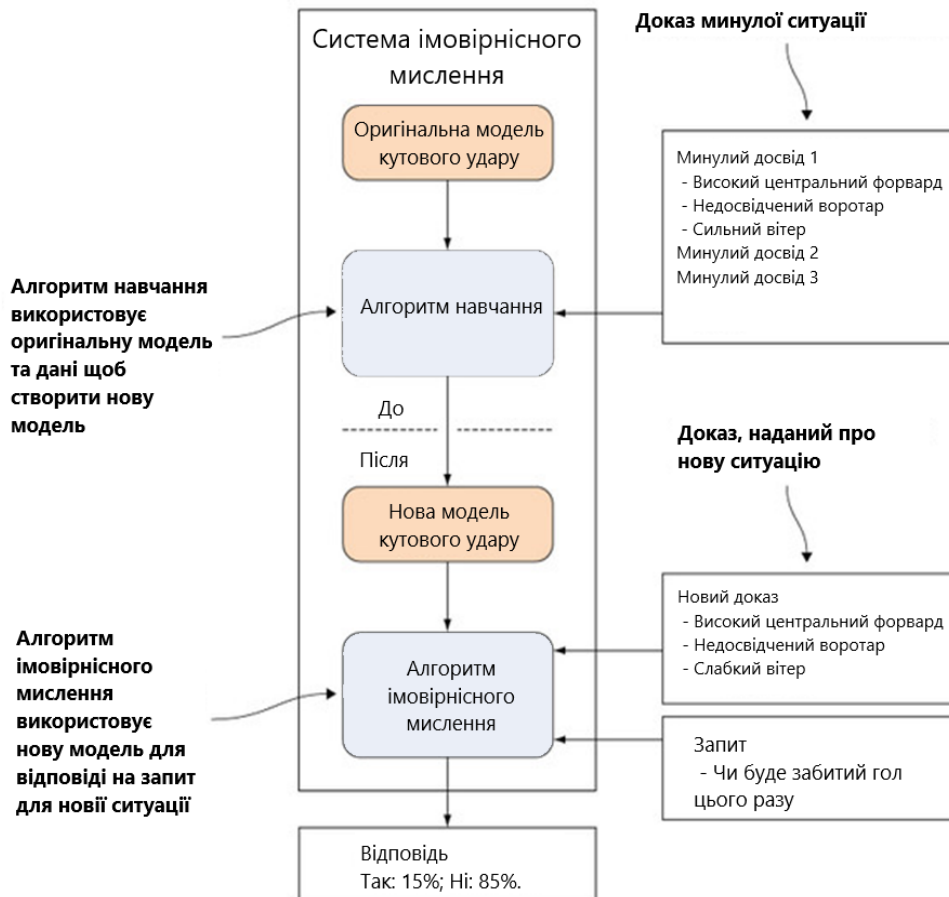 Система імовірнісного
мислення
Оригінальна модель
кутового удару
Алгоритм навчання
До
Після
Нова модель
кутового удару
Алгоритм
імовірнісного
мислення
Відповідь
Так: 15%; Ні: 85%.
Алгоритм навчання
використовує
оригінальну модель
та дані щоб
створити нову
модель
Алгоритм
імовірнісного
мислення
використовує
нову модель для
відповіді на запит
для новії ситуації
Доказ минулої ситуації
Минулий досвід 1
- Високий центральний форвард
- Недосвідчений воротар
- Сильний вітер
Минулий досвід 2
Минулий досвід 3
Доказ, наданий про
нову ситуацію
Новий доказ
- Високий центральний форвард
- Недосвідчений воротар
- Слабкий вітер
Запит
- Чи буде забитий гол
цього разу